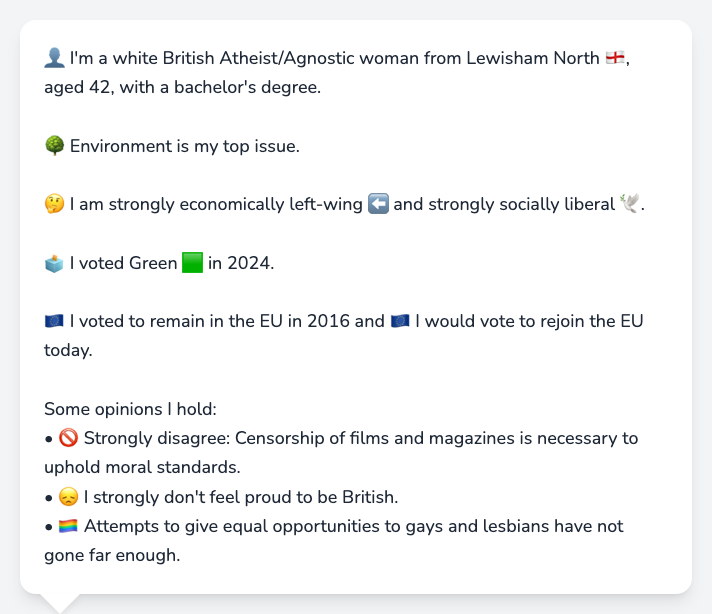 👤 I'm a white British Atheist/Agnostic woman from Lewisham North 🏴󠁧󠁢󠁥󠁮󠁧󠁿,
aged 42, with a bachelor's degree.
🌳 Environment is my top issue.
🤔 I am strongly economically left-wing ⬅️ and strongly socially liberal 🕊️.
🗳️ I voted Green 🟩 in 2024.
🇪🇺 I voted to remain in the EU in 2016 and 🇪🇺 I would vote to rejoin the EU
today.
Some opinions I hold:
• 🚫 Strongly disagree: Censorship of films and magazines is necessary to
uphold moral standards.
• 😞 I strongly don't feel proud to be British.
• 🏳️‍🌈 Attempts to give equal opportunities to gays and lesbians have not
gone far enough.